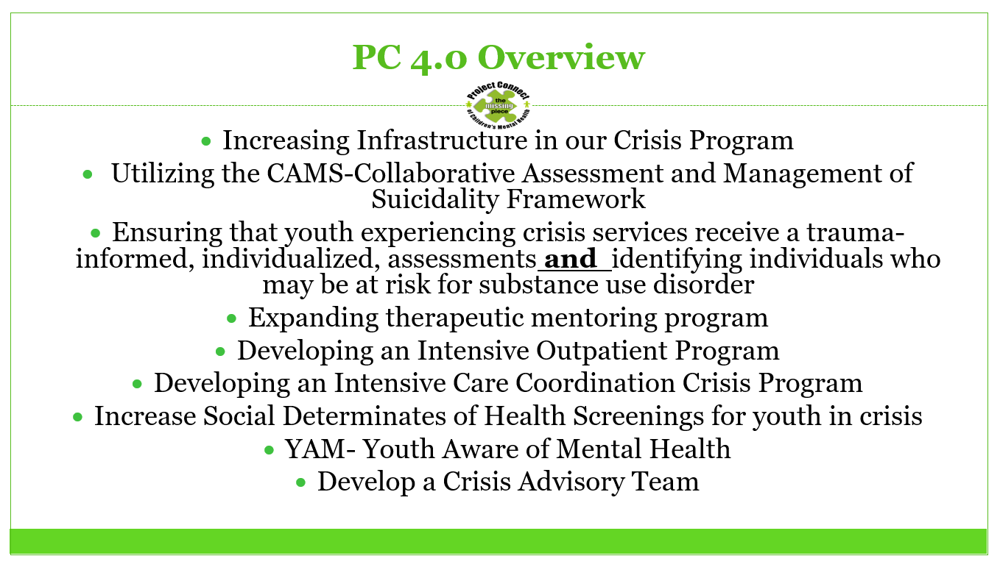 PC 4.0 Overview
Project Connect
the
missing
piece
of Children's Mental Health
• Increasing Infrastructure in our Crisis Program
• Utilizing the CAMS-Collaborative Assessment and Management of
Suicidality Framework
• Ensuring that youth experiencing crisis services receive a trauma-
informed, individualized, assessments and identifying individuals who
may be at risk for substance use disorder
• Expanding therapeutic mentoring program
• Developing an Intensive Outpatient Program
• Developing an Intensive Care Coordination Crisis Program
• Increase Social Determinates of Health Screenings for youth in crisis
• YAM- Youth Aware of Mental Health
• Develop a Crisis Advisory Team